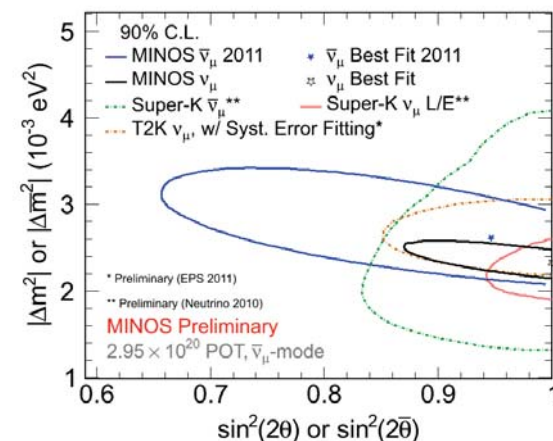 90% C.L.
MINOS ν̅μ 2011
ν̅μ Best Fit 2011
MINOS νμ
νμ Best Fit
Super-K ν̅μ**
Super-K νμ L/E**
T2K νμ, w/ Syst. Error Fitting*
|Δm²| or |Δm̅²| (10⁻³ eV²)
5
4
3
2
1
* Preliminary (EPS 2011)
** Preliminary (Neutrino 2010)
MINOS Preliminary
2.95 × 10²⁰ POT, ν̅μ-mode
0.6 0.7 0.8 0.9 1
sin²(2θ) or sin²(2θ̅)